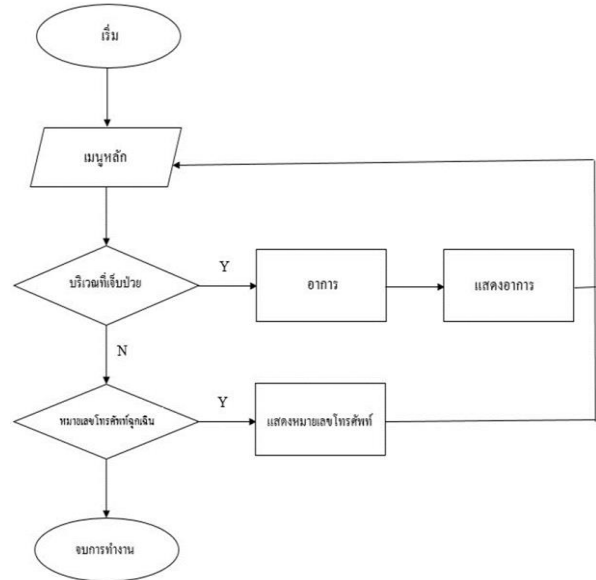 เริ่ม
เมนูหลัก
บริเวณที่เจ็บป่วย
Y
อาการ
แสดงอาการ
N
หมายเลขโทรศัพท์ฉุกเฉิน
Y
แสดงหมายเลขโทรศัพท์
จบการทำงาน